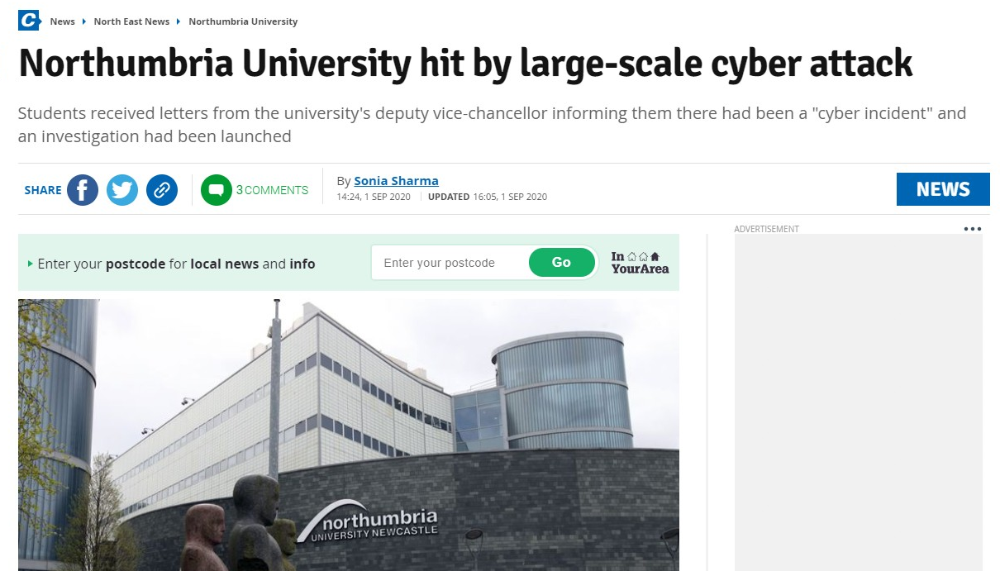 C News North East News Northumbria University
Northumbria University hit by large-scale cyber attack
Students received letters from the university's deputy vice-chancellor informing them there had been a "cyber incident" and
an investigation had been launched
SHARE f 3 COMMENTS
By Sonia Sharma
14:24, 1 SEP 2020 UPDATED 16:05, 1 SEP 2020
NEWS
ADVERTISEMENT
Enter your postcode for local news and info
Enter your postcode Go
In
YourArea
northumbria
UNIVERSITY NEWCASTLE